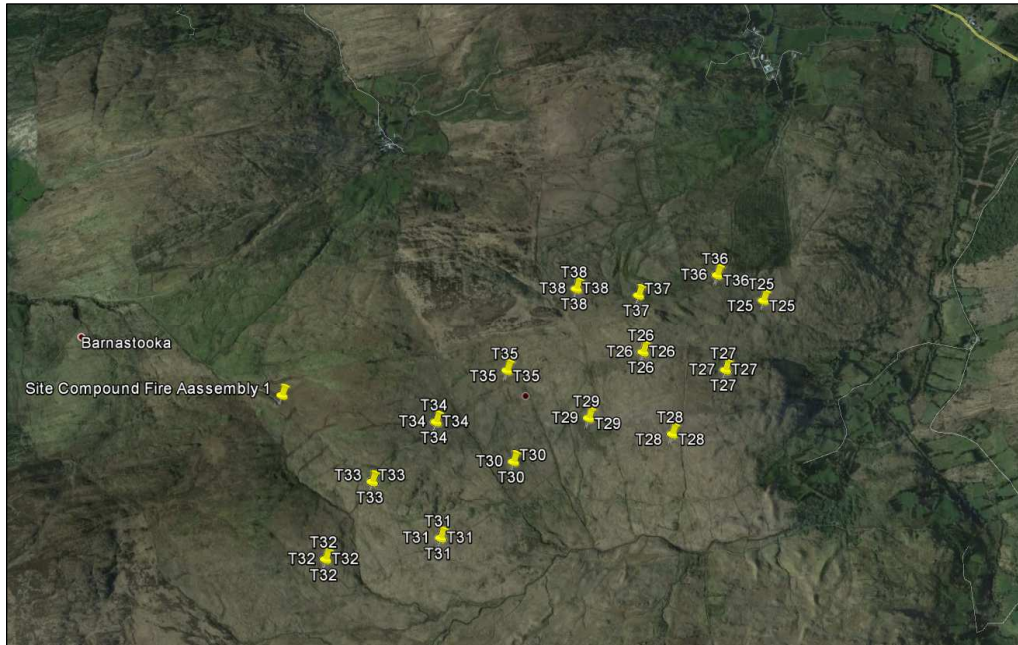 T36
T36 T36
T38
T38 T38
T38
T37
T37
T25
T25 T25
T26
T26 T26
T26
Barnastooka
T35
T35 T35
T27
T27 T27
T27
Site Compound Fire Aassembly 1
T34
T34 T34
T34
T29
T29 T29
T28
T28 T28
T30
T30
T30
T33 T33
T33
T31
T31 T31
T31
T32
T32 T32
T32